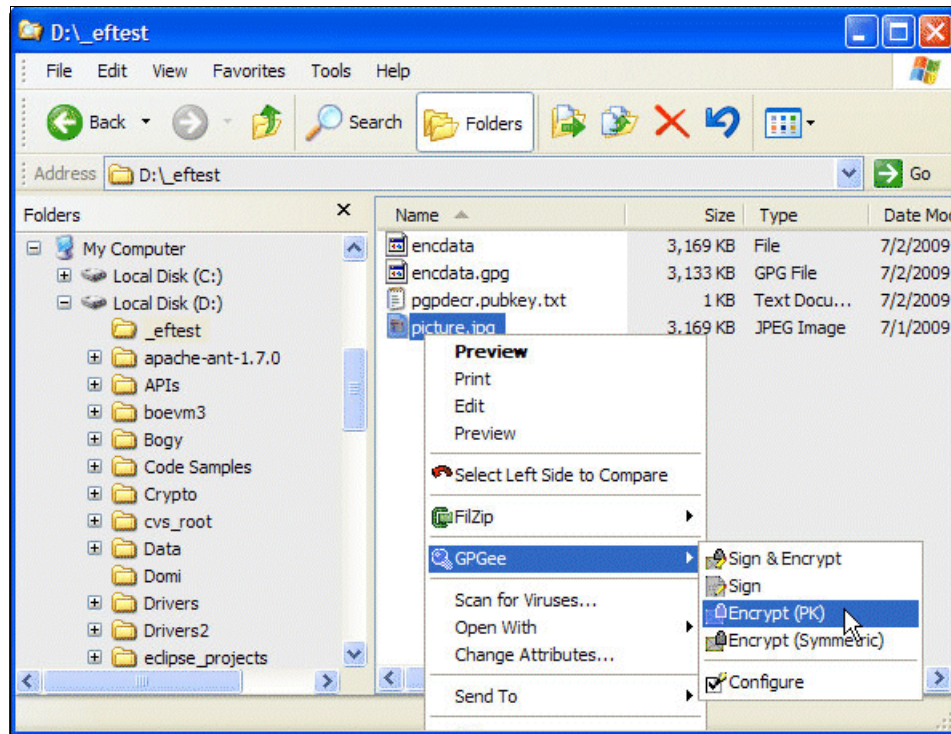 D:\_eftest
File Edit View Favorites Tools Help
Back Search Folders
Address D:\_eftest Go
Folders
My Computer
Local Disk (C:)
Local Disk (D:)
_eftest
apache-ant-1.7.0
APIs
boevm3
Bogy
Code Samples
Crypto
cvs_root
Data
Domi
Drivers
Drivers2
eclipse_projects
Name Size Type Date Mo
encdata 3,169 KB File 7/2/2009
encdata.gpg 3,133 KB GPG File 7/2/2009
pgpdecr.pubkey.txt 1 KB Text Docu... 7/2/2009
picture.jpg 3,169 KB JPEG Image 7/1/2009
Preview
Print
Edit
Preview
Select Left Side to Compare
FilZip
GPGee
Scan for Viruses...
Open With
Change Attributes...
Send To
Sign & Encrypt
Sign
Encrypt (PK)
Encrypt (Symmetric)
Configure